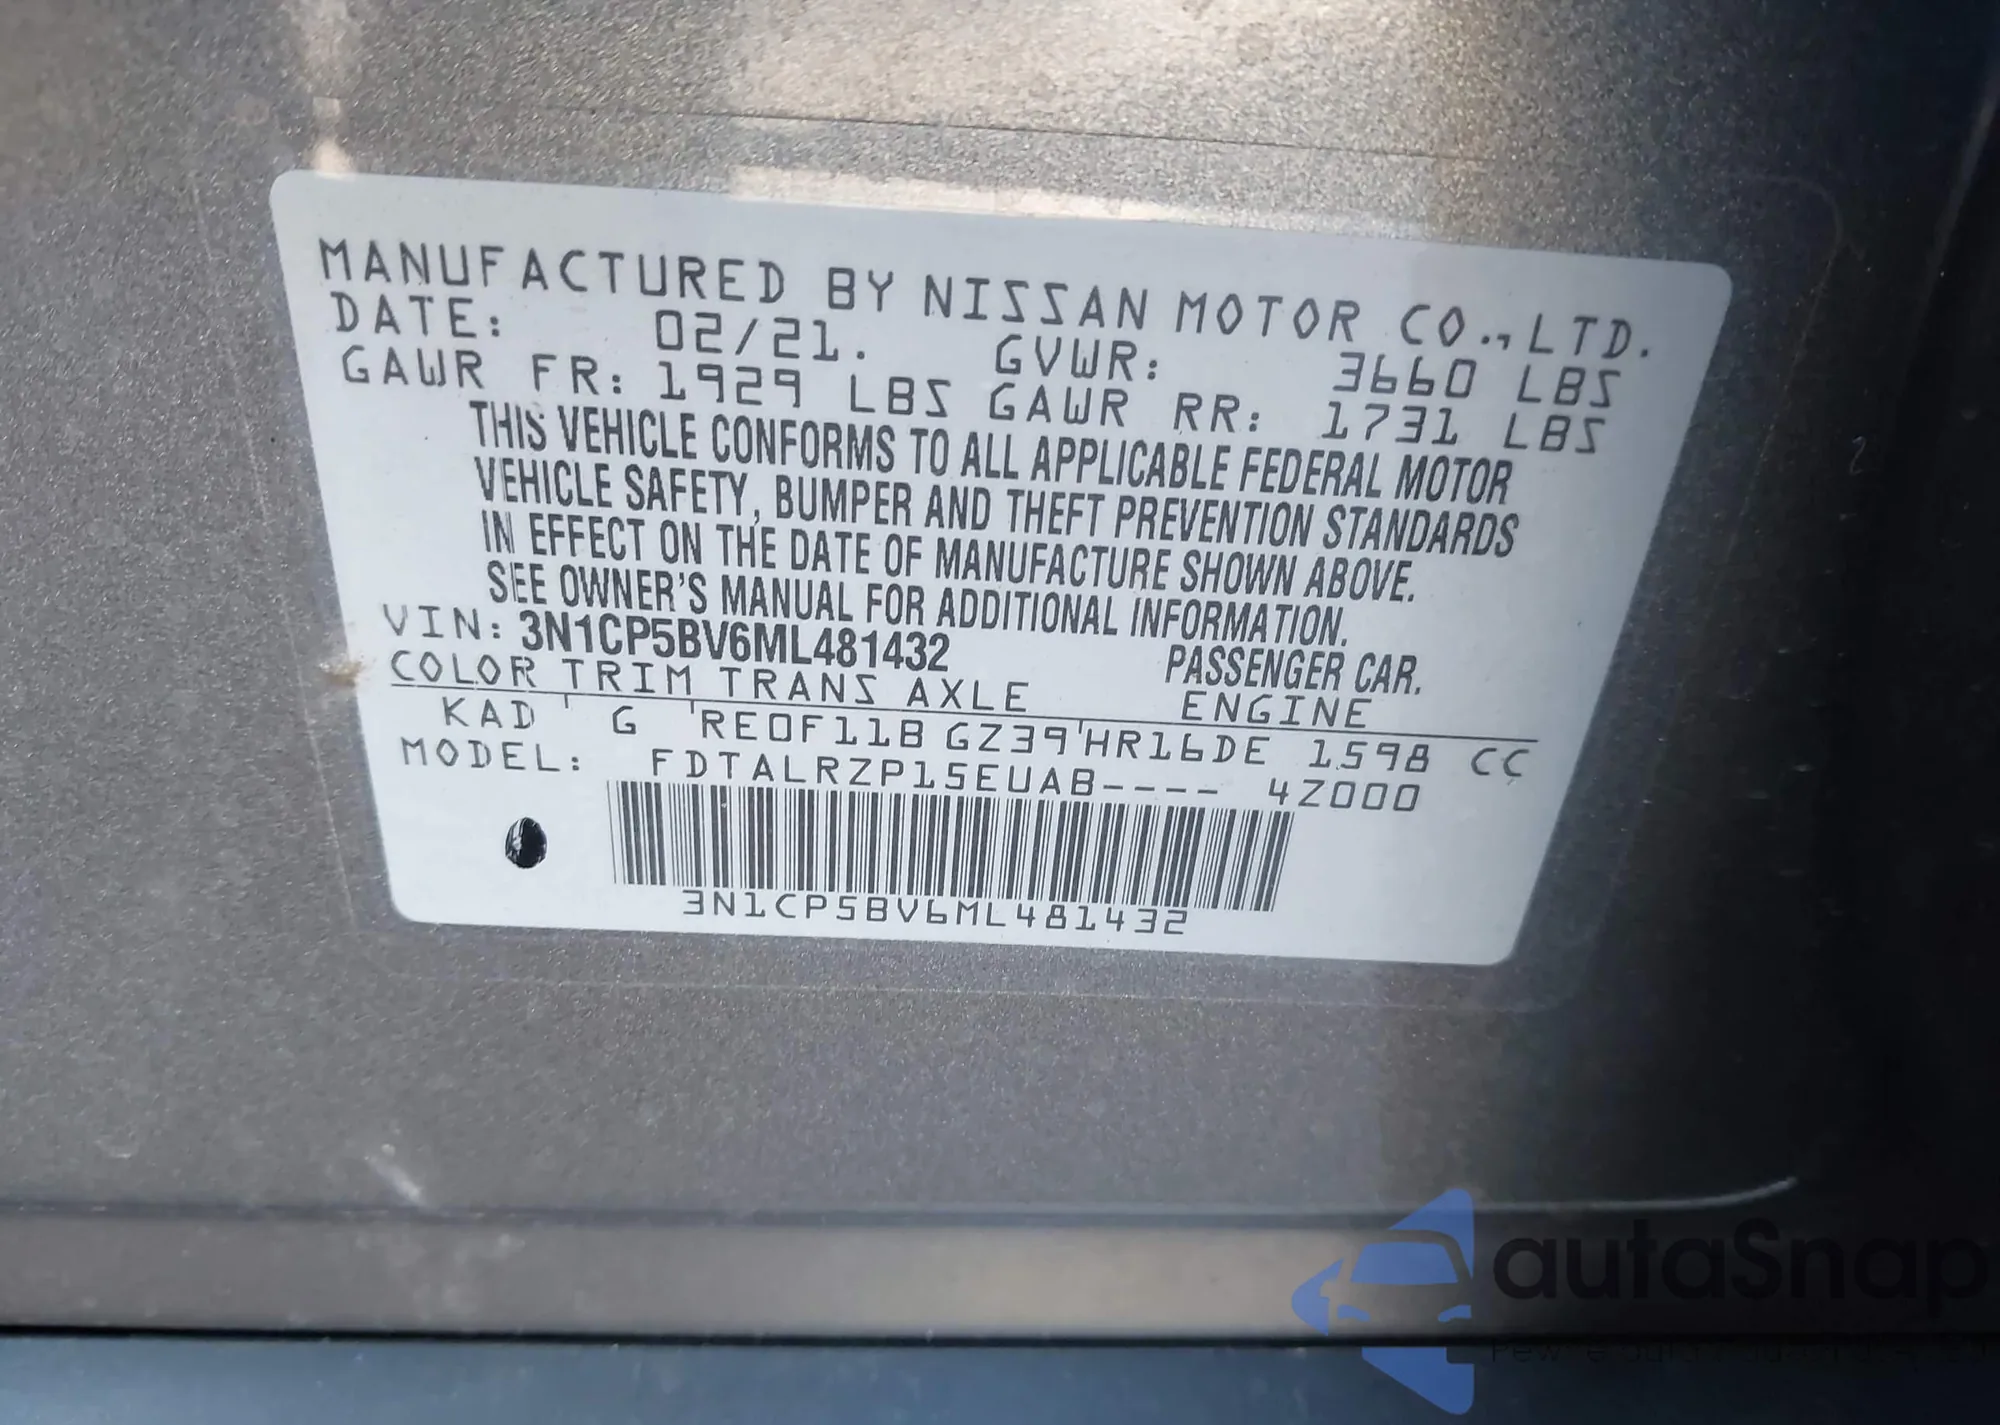 MANUFACTURED BY NISSAN MOTOR CO., LTD.
DATE: 02/21. GVWR: 3660 LBS
GAWR FR: 1929 LBS GAWR RR: 1731 LBS
THIS VEHICLE CONFORMS TO ALL APPLICABLE FEDERAL MOTOR
VEHICLE SAFETY, BUMPER AND THEFT PREVENTION STANDARDS
IN EFFECT ON THE DATE OF MANUFACTURE SHOWN ABOVE.
SEE OWNER'S MANUAL FOR ADDITIONAL INFORMATION.
VIN: 3N1CP5BV6ML481432 PASSENGER CAR.
COLOR TRIM TRANS AXLE ENGINE
KAD G RE0F11B GZ39 HR16DE 1598 CC
MODEL: FDTALRZP15EUAB---- 4Z000
3N1CP5BV6ML481432
autaSnap